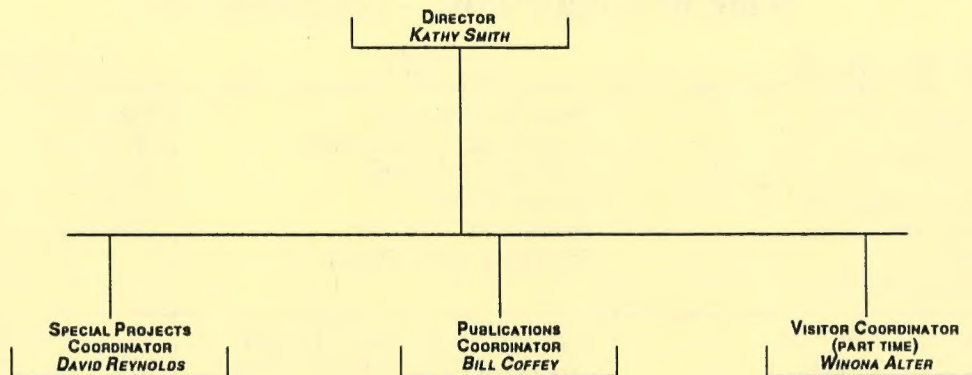 DIRECTOR
KATHY SMITH
SPECIAL PROJECTS
COORDINATOR
DAVID REYNOLDS
PUBLICATIONS
COORDINATOR
BILL COFFEY
VISITOR COORDINATOR
(PART TIME)
WINONA ALTER